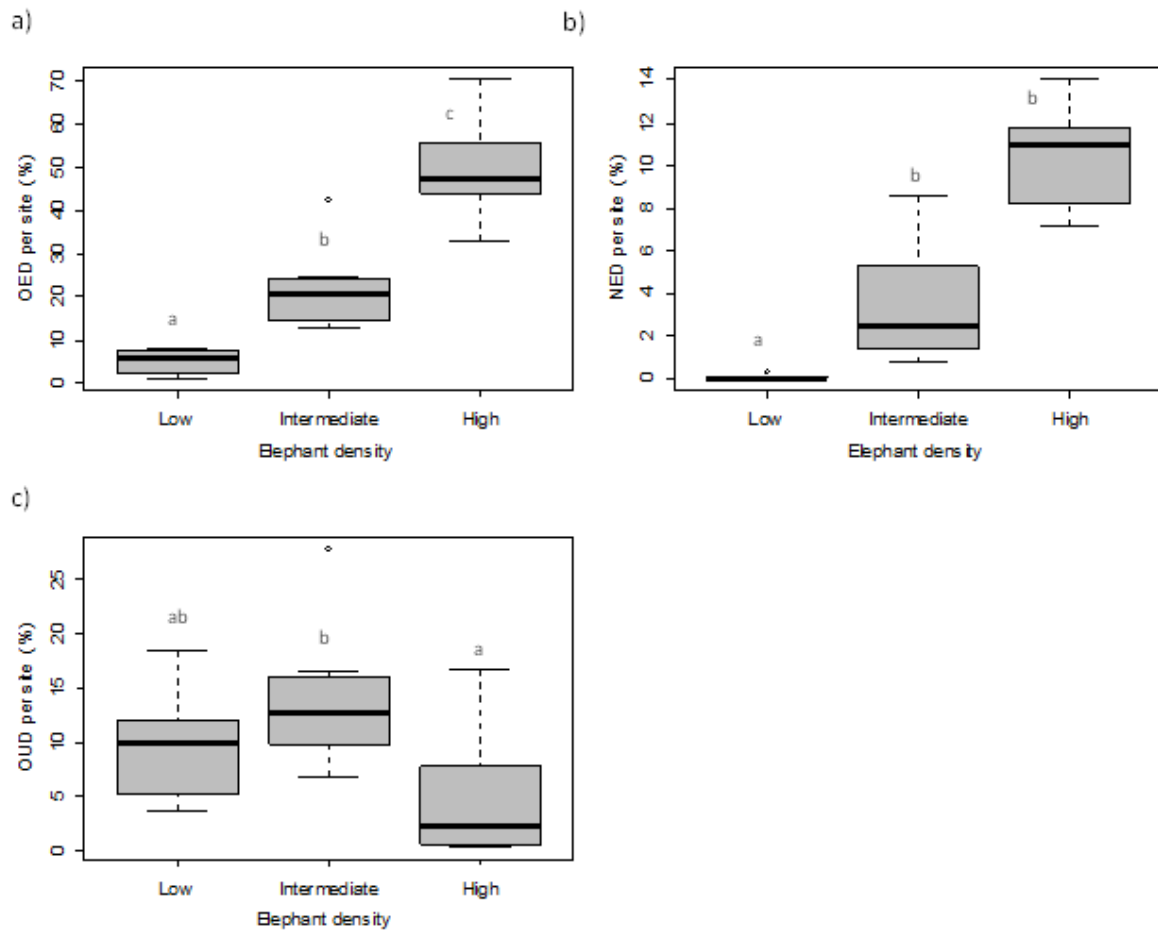 a)
OED per site (%)
70
60
50
40
30
20
10
0
a
b
c
Low Intermediate High
Elephant density
b)
NED per site (%)
14
12
10
8
6
4
2
0
a
b
b
Low Intermediate High
Elephant density
c)
OUD per site (%)
25
20
15
10
5
0
ab
b
a
Low Intermediate High
Elephant density